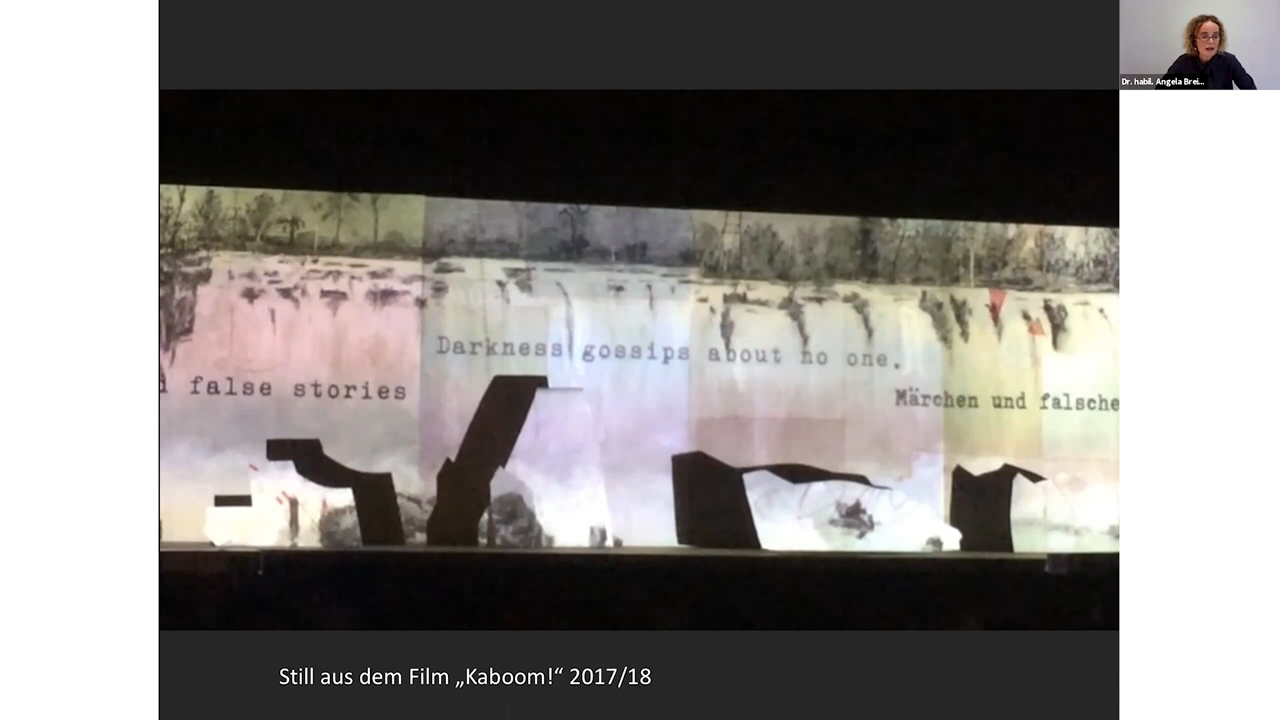 Dr. habil. Angela Brei...
Darkness gossips about no one.
false stories
Märchen und falsche
Still aus dem Film „Kaboom!“ 2017/18